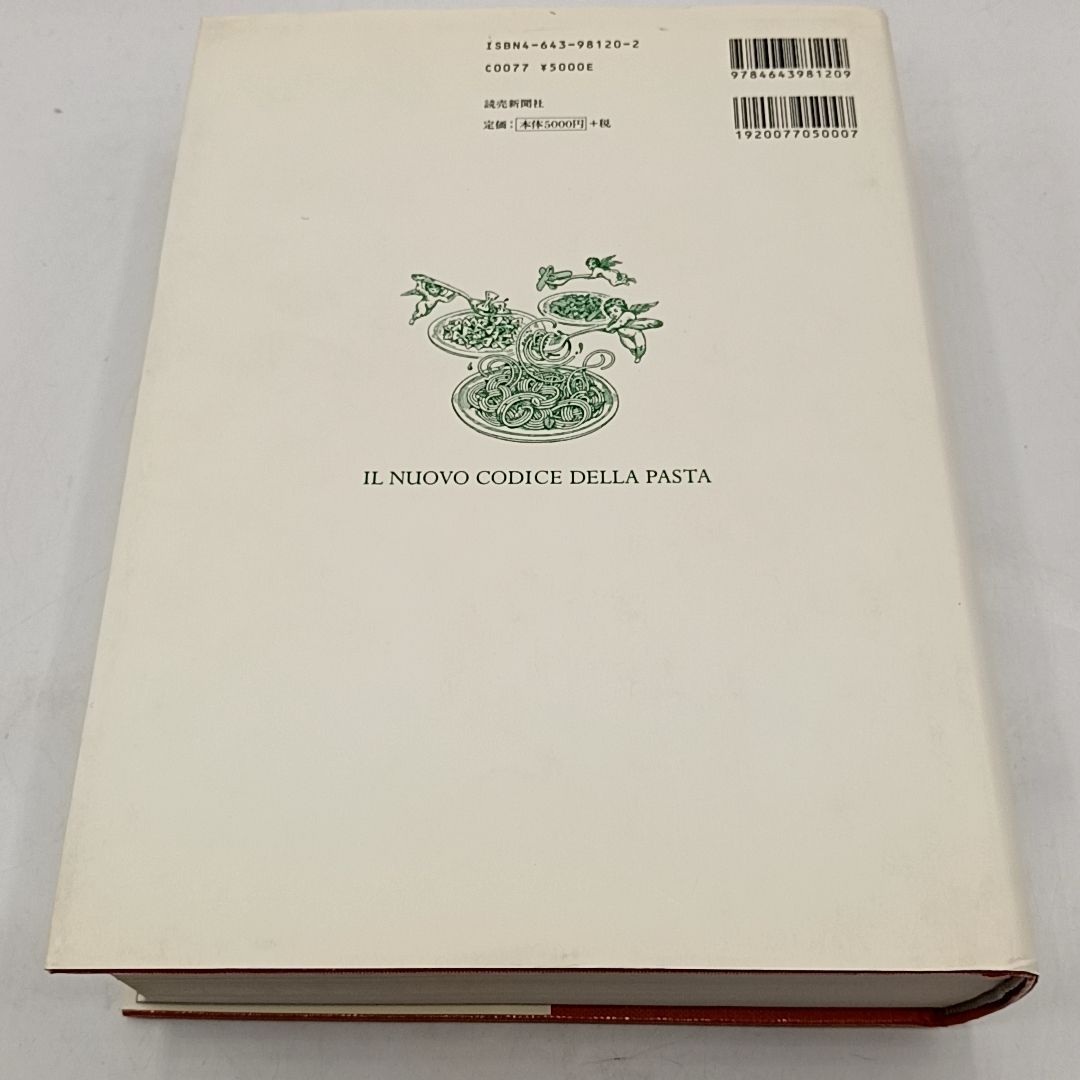 ISBN4-643-98120-2
C0077 ¥5000E
読売新聞社
定価：本体5000円+税
9784643981209
1920077050007
IL NUOVO CODICE DELLA PASTA